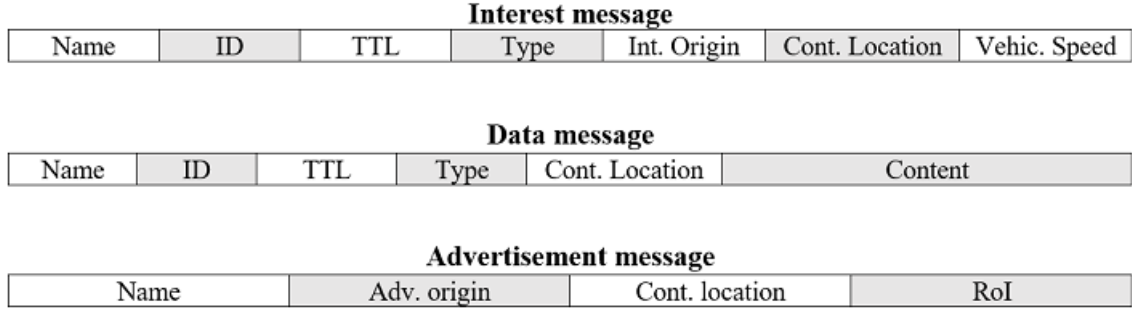 Interest message
Name ID TTL Type Int. Origin Cont. Location Vehic. Speed
Data message
Name ID TTL Type Cont. Location Content
Advertisement message
Name Adv. origin Cont. location RoI